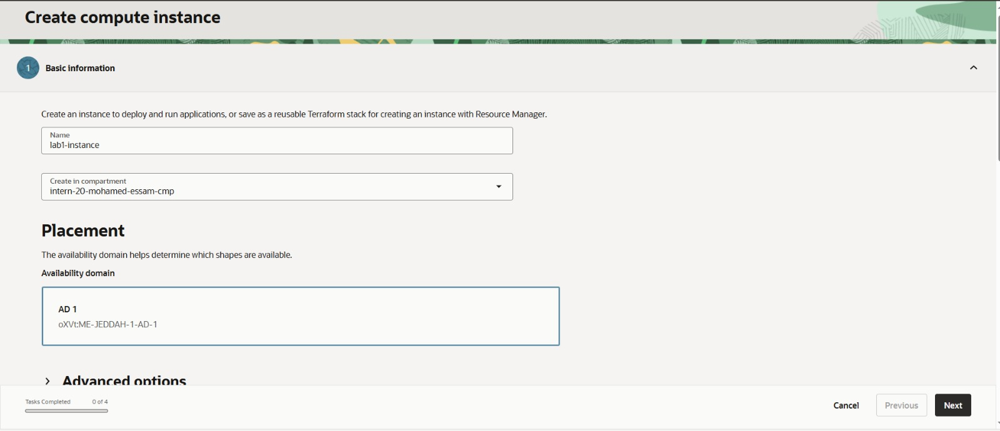 Create compute instance
1 Basic information
Create an instance to deploy and run applications, or save as a reusable Terraform stack for creating an instance with Resource Manager.
Name
lab1-instance
Create in compartment
intern-20-mohamed-essam-cmp
Placement
The availability domain helps determine which shapes are available.
Availability domain
AD 1
oXVt:ME-JEDDAH-1-AD-1
Advanced options
Tasks Completed 0 of 4
Cancel Previous Next